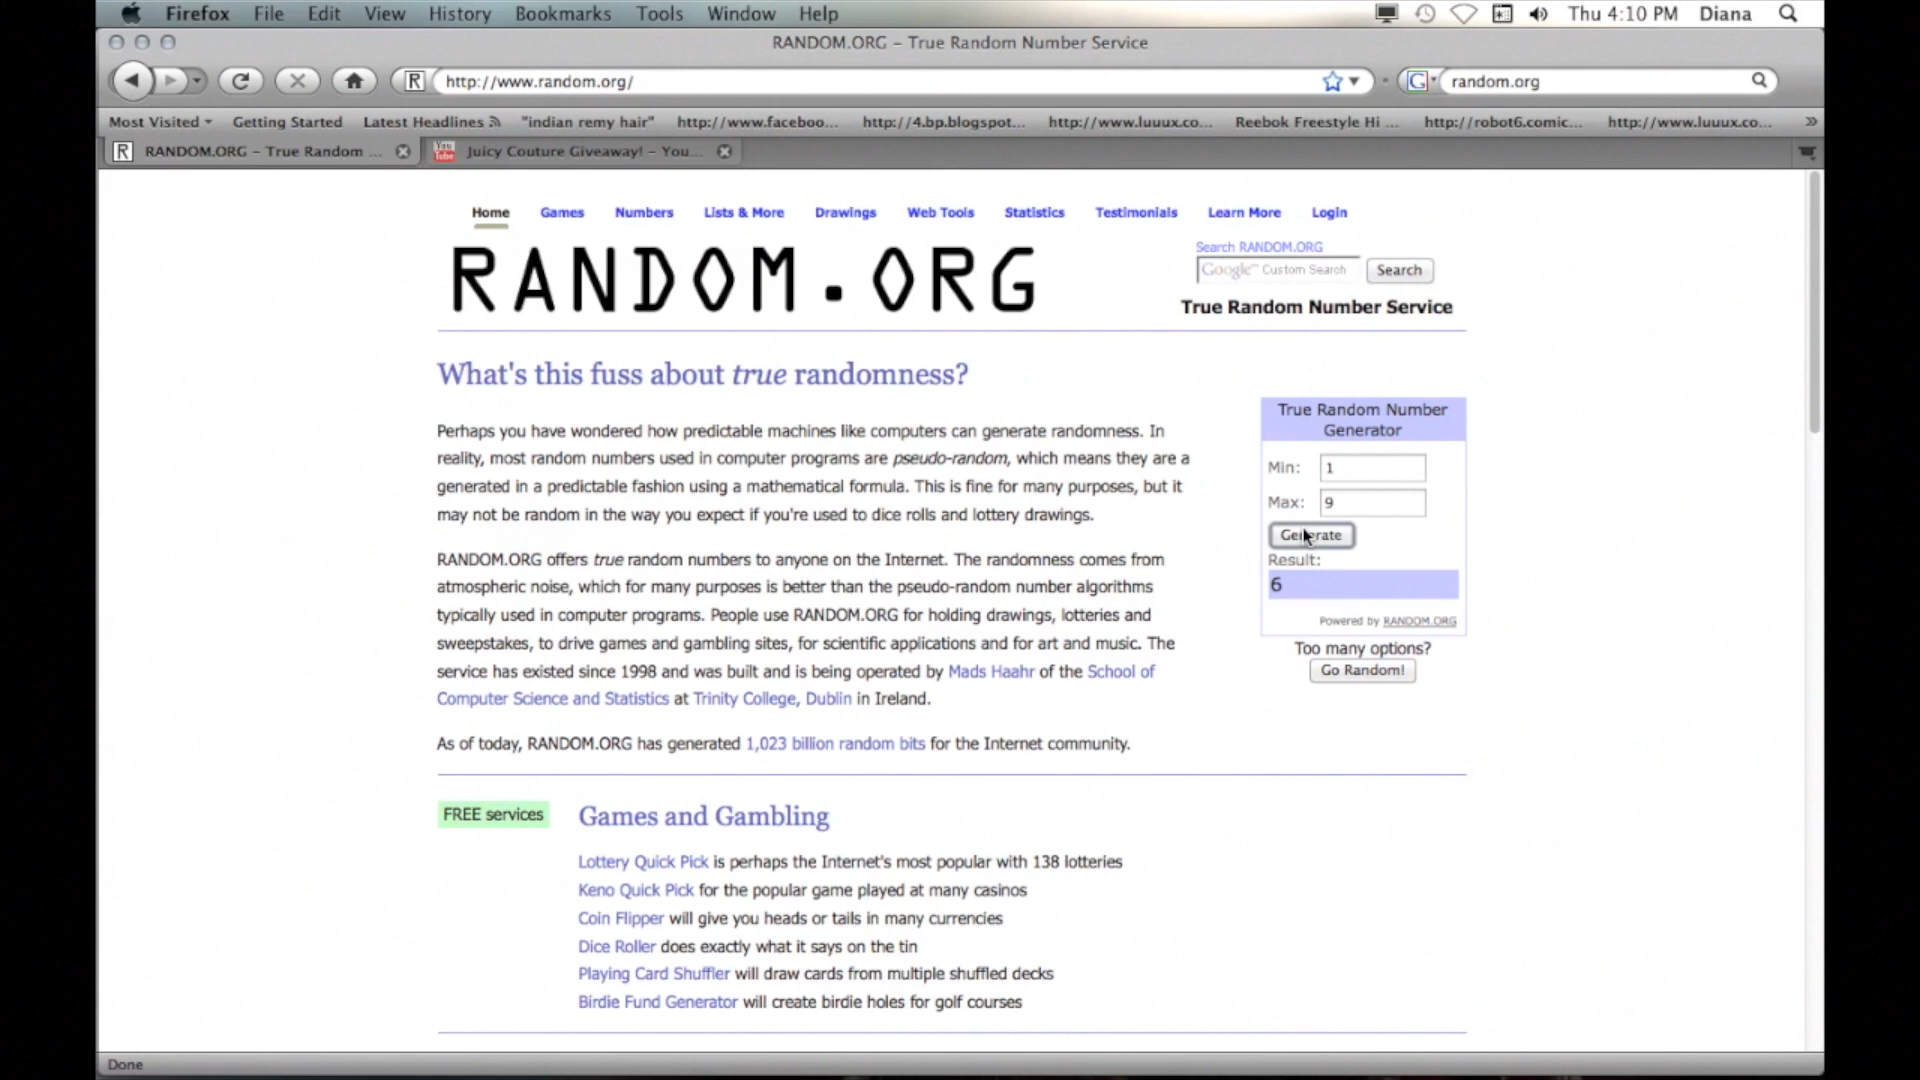 Firefox File Edit View History Bookmarks Tools Window Help Thu 4:10 PM Diana
RANDOM.ORG – True Random Number Service
http://www.random.org/ random.org
Most Visited Getting Started Latest Headlines "indian remy hair" http://www.faceboo... http://4.bp.blogspot... http://www.luuux.co... Reebok Freestyle Hi ... http://robot6.comic... http://www.luuux.co... »
R RANDOM.ORG – True Random ... You Tube Juicy Couture Giveaway! – You...
Home Games Numbers Lists & More Drawings Web Tools Statistics Testimonials Learn More Login
RANDOM.ORG
Search RANDOM.ORG
Google™ Custom Search Search
True Random Number Service
What's this fuss about true randomness?
Perhaps you have wondered how predictable machines like computers can generate randomness. In
reality, most random numbers used in computer programs are pseudo-random, which means they are a
generated in a predictable fashion using a mathematical formula. This is fine for many purposes, but it
may not be random in the way you expect if you're used to dice rolls and lottery drawings.
RANDOM.ORG offers true random numbers to anyone on the Internet. The randomness comes from
atmospheric noise, which for many purposes is better than the pseudo-random number algorithms
typically used in computer programs. People use RANDOM.ORG for holding drawings, lotteries and
sweepstakes, to drive games and gambling sites, for scientific applications and for art and music. The
service has existed since 1998 and was built and is being operated by Mads Haahr of the School of
Computer Science and Statistics at Trinity College, Dublin in Ireland.
As of today, RANDOM.ORG has generated 1,023 billion random bits for the Internet community.
True Random Number
Generator
Min: 1
Max: 9
Generate
Result:
6
Powered by RANDOM.ORG
Too many options?
Go Random!
FREE services
Games and Gambling
Lottery Quick Pick is perhaps the Internet's most popular with 138 lotteries
Keno Quick Pick for the popular game played at many casinos
Coin Flipper will give you heads or tails in many currencies
Dice Roller does exactly what it says on the tin
Playing Card Shuffler will draw cards from multiple shuffled decks
Birdie Fund Generator will create birdie holes for golf courses
Done